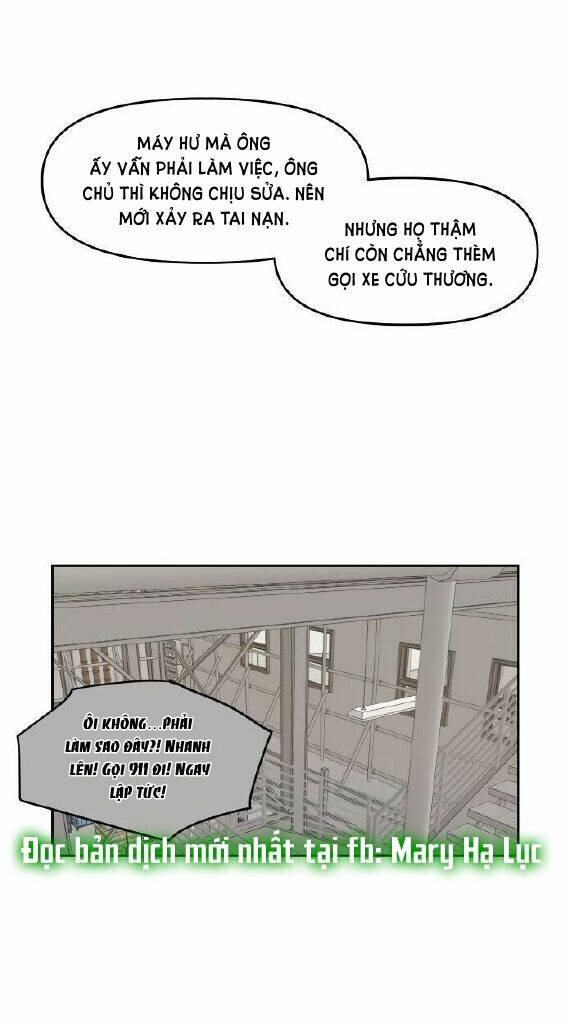 MÁY HƯ MÀ ÔNG
ẤY VẪN PHẢI LÀM VIỆC, ÔNG
CHỦ THÌ KHÔNG CHỊU SỬA. NÊN
MỚI XẢY RA TAI NẠN.
NHƯNG HỌ THẬM
CHÍ CÒN CHẲNG THÈM
GỌI XE CỨU THƯƠNG.
ÔI KHÔNG...PHẢI
LÀM SAO ĐÂY?! NHANH
LÊN! GỌI 911 ĐI! NGAY
LẬP TỨC!
Đọc bản dịch mới nhất tại fb: Mary Hạ Lục